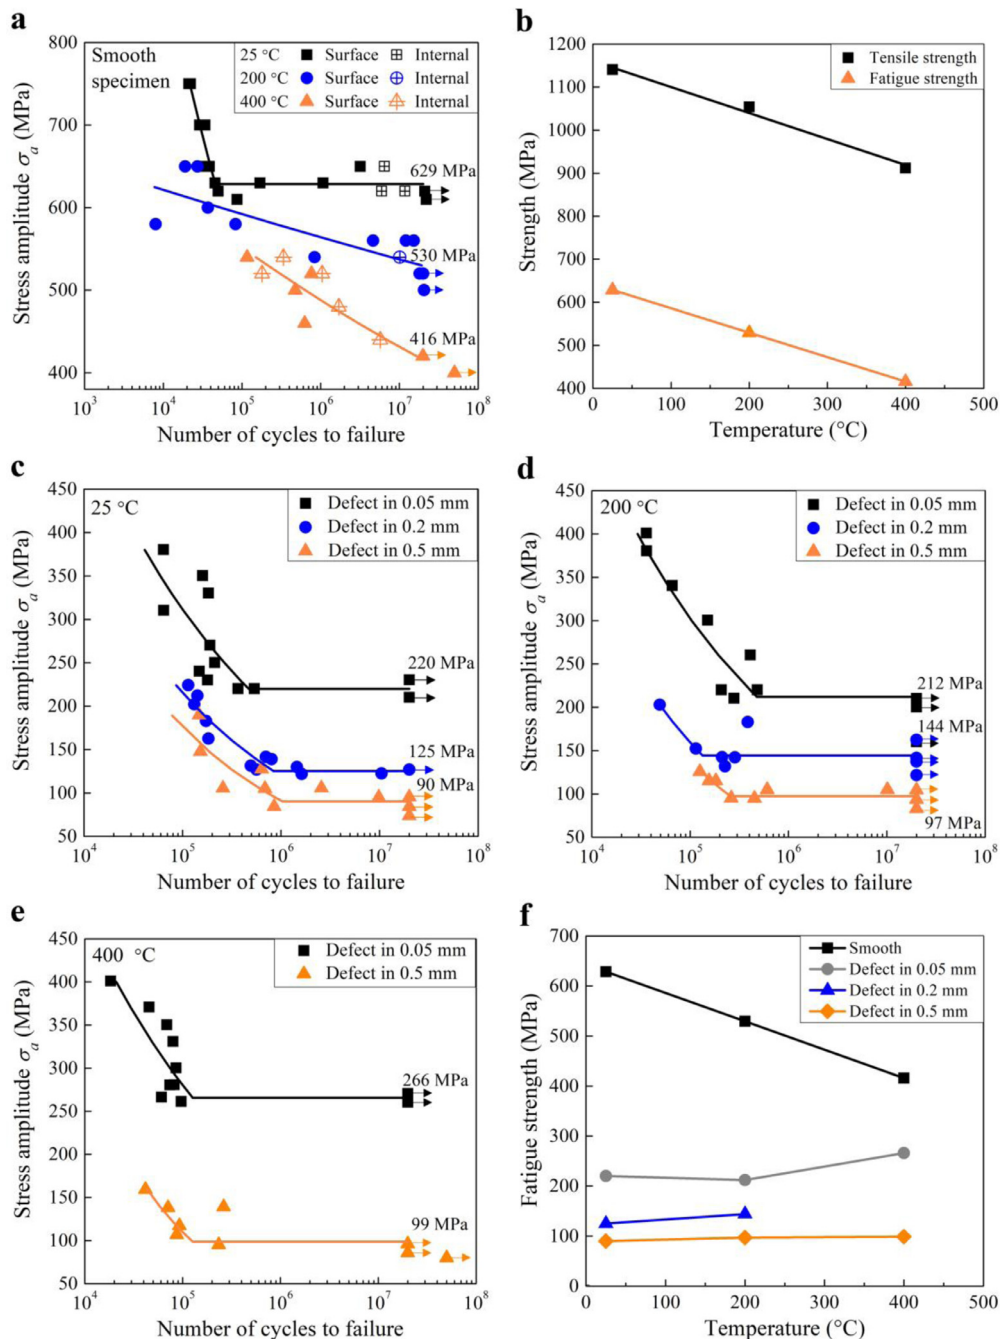 a
800
700
600
500
400
Stress amplitude σa (MPa)
Smooth
specimen
25 °C Surface Internal
200 °C Surface Internal
400 °C Surface Internal
629 MPa
530 MPa
416 MPa
10^3 10^4 10^5 10^6 10^7 10^8
Number of cycles to failure
b
1200
1100
1000
900
800
700
600
500
400
Strength (MPa)
Tensile strength
Fatigue strength
0 100 200 300 400 500
Temperature (°C)
c
450
400
350
300
250
200
150
100
50
Stress amplitude σa (MPa)
25 °C
Defect in 0.05 mm
Defect in 0.2 mm
Defect in 0.5 mm
220 MPa
125 MPa
90 MPa
10^4 10^5 10^6 10^7 10^8
Number of cycles to failure
d
450
400
350
300
250
200
150
100
50
Stress amplitude σa (MPa)
200 °C
Defect in 0.05 mm
Defect in 0.2 mm
Defect in 0.5 mm
212 MPa
144 MPa
97 MPa
10^4 10^5 10^6 10^7 10^8
Number of cycles to failure
e
450
400
350
300
250
200
150
100
50
Stress amplitude σa (MPa)
400 °C
Defect in 0.05 mm
Defect in 0.5 mm
266 MPa
99 MPa
10^4 10^5 10^6 10^7 10^8
Number of cycles to failure
f
700
600
500
400
300
200
100
0
Fatigue strength (MPa)
Smooth
Defect in 0.05 mm
Defect in 0.2 mm
Defect in 0.5 mm
0 100 200 300 400 500
Temperature (°C)